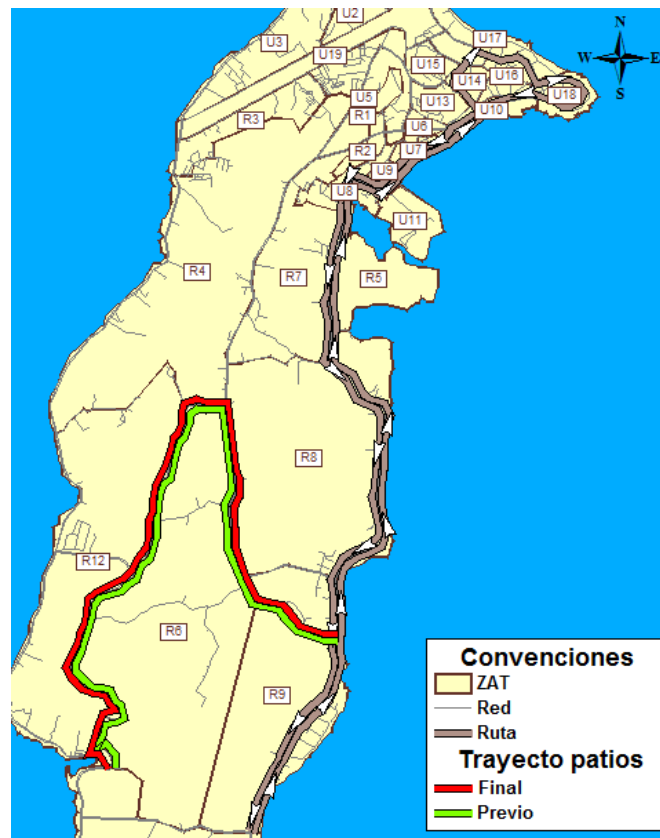 U2
U17
N
U3
U19
U15
W E
U14
U16
S
U5
U13
U18
R3
R1
U10
U6
R2
U7
U9
U8
U11
R4
R7
R5
R8
R12
R6
R9
Convenciones
ZAT
Red
Ruta
Trayecto patios
Final
Previo